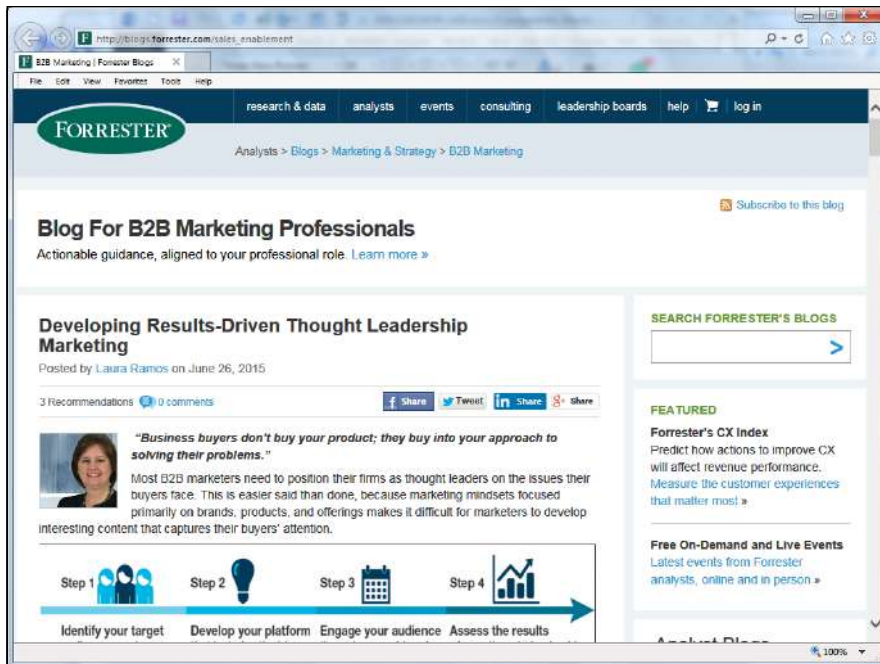 http://blogs.forrester.com/sales_enablement
B2B Marketing | Forrester Blogs
File Edit View Favorites Tools Help
research & data analysts events consulting leadership boards help log in
FORRESTER®
Analysts > Blogs > Marketing & Strategy > B2B Marketing
Subscribe to this blog
Blog For B2B Marketing Professionals
Actionable guidance, aligned to your professional role. Learn more »
Developing Results-Driven Thought Leadership
Marketing
Posted by Laura Ramos on June 26, 2015
3 Recommendations 0 comments
Share Tweet Share Share
"Business buyers don't buy your product; they buy into your approach to
solving their problems."
Most B2B marketers need to position their firms as thought leaders on the issues their
buyers face. This is easier said than done, because marketing mindsets focused
primarily on brands, products, and offerings makes it difficult for marketers to develop
interesting content that captures their buyers' attention.
Step 1 Step 2 Step 3 Step 4
Identify your target Develop your platform Engage your audience Assess the results
SEARCH FORRESTER'S BLOGS
FEATURED
Forrester's CX Index
Predict how actions to improve CX
will affect revenue performance.
Measure the customer experiences
that matter most »
Free On-Demand and Live Events
Latest events from Forrester
analysts, online and in person »
Analyst Blogs
100%